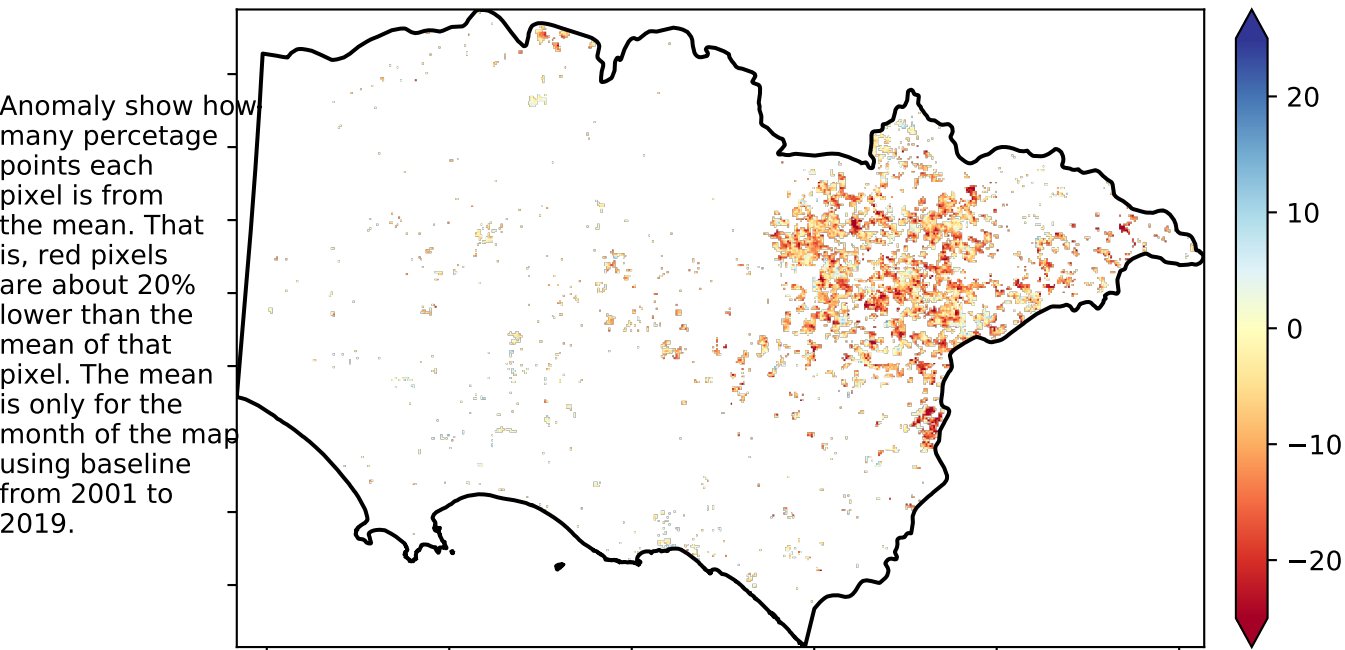 Anomaly show how
many percetage
points each
pixel is from
the mean. That
is, red pixels
are about 20%
lower than the
mean of that
pixel. The mean
is only for the
month of the map
using baseline
from 2001 to
2019.
20
10
0
−10
−20